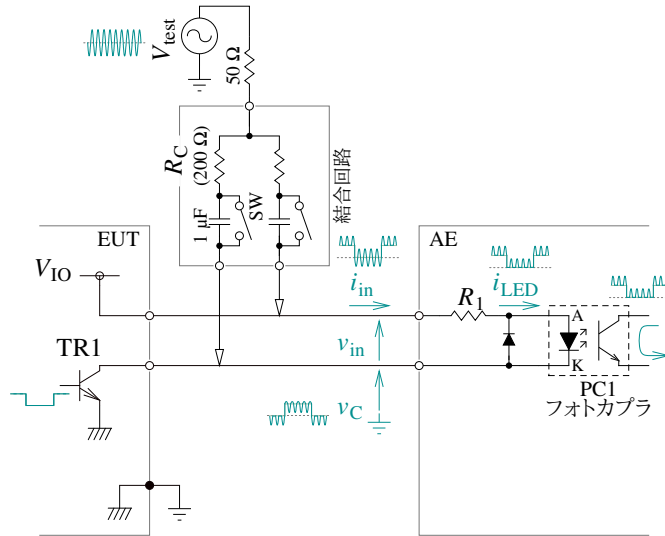 V_test
50 Ω
R_C
(200 Ω)
1 μF
SW
結合回路
EUT
AE
V_IO
i_in
R_1
i_LED
A
K
TR1
v_in
v_C
PC1
フォトカプラ